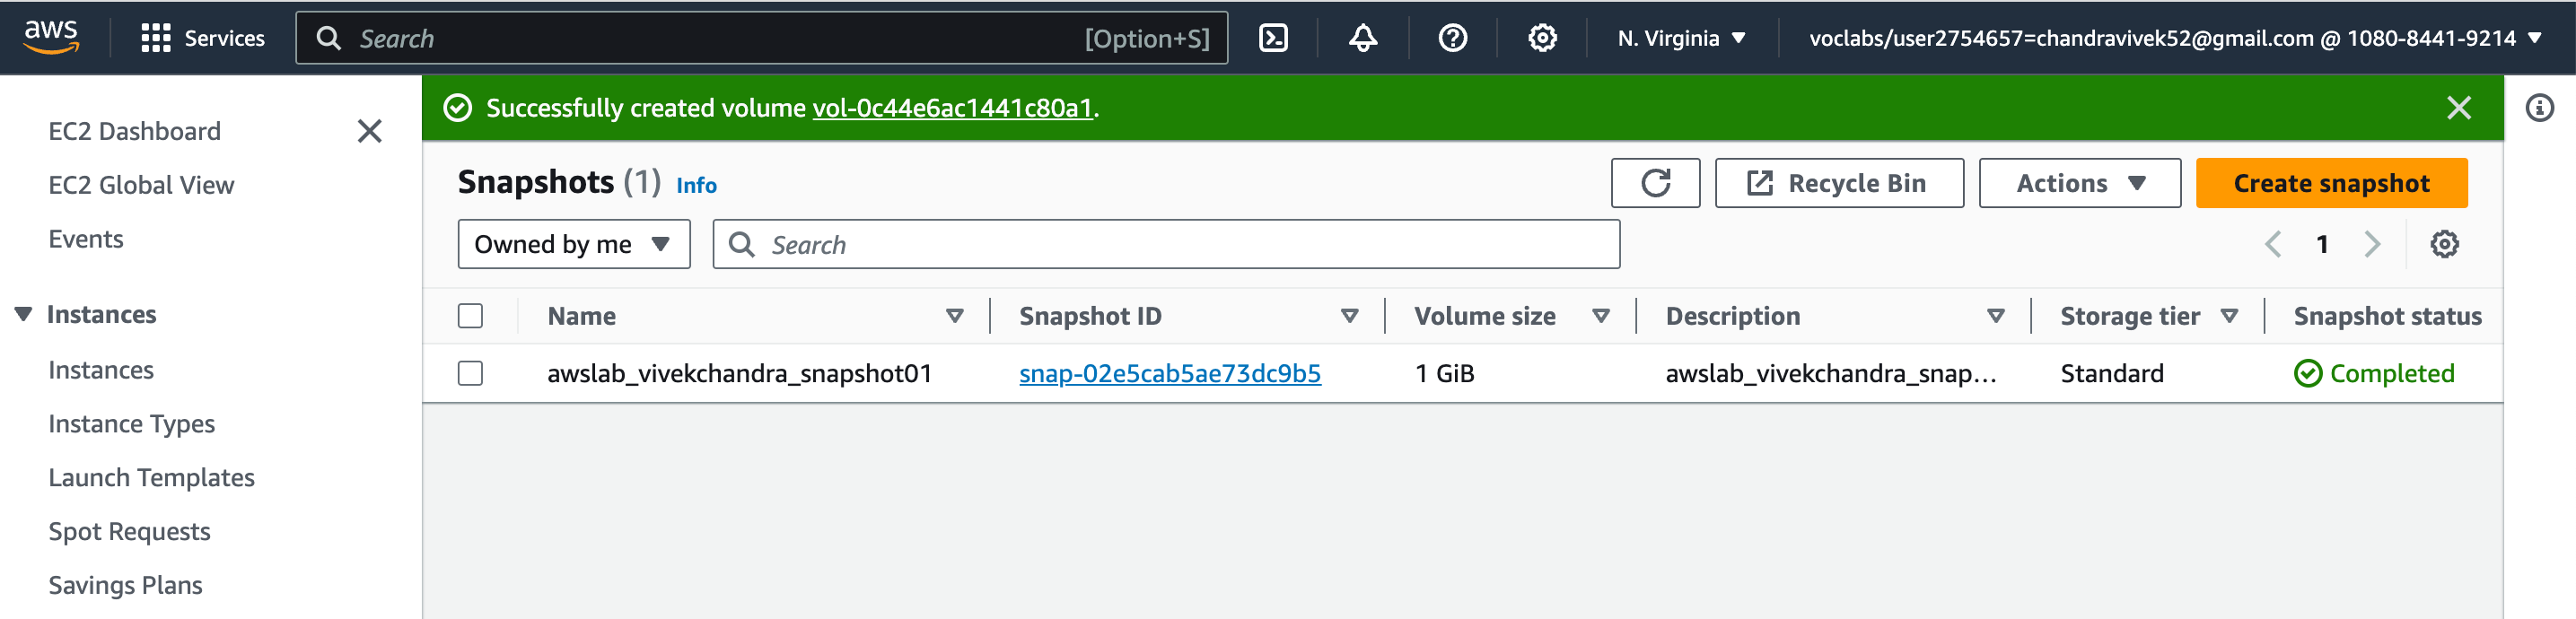 aws Services Search [Option+S] N. Virginia voclabs/user2754657=chandravivek52@gmail.com @ 1080-8441-9214
EC2 Dashboard
EC2 Global View
Events
Instances
Instances
Instance Types
Launch Templates
Spot Requests
Savings Plans
Successfully created volume vol-0c44e6ac1441c80a1.
Snapshots (1) Info
Recycle Bin
Actions
Create snapshot
Owned by me
Search
1
Name Snapshot ID Volume size Description Storage tier Snapshot status
awslab_vivekchandra_snapshot01 snap-02e5cab5ae73dc9b5 1 GiB awslab_vivekchandra_snap... Standard Completed